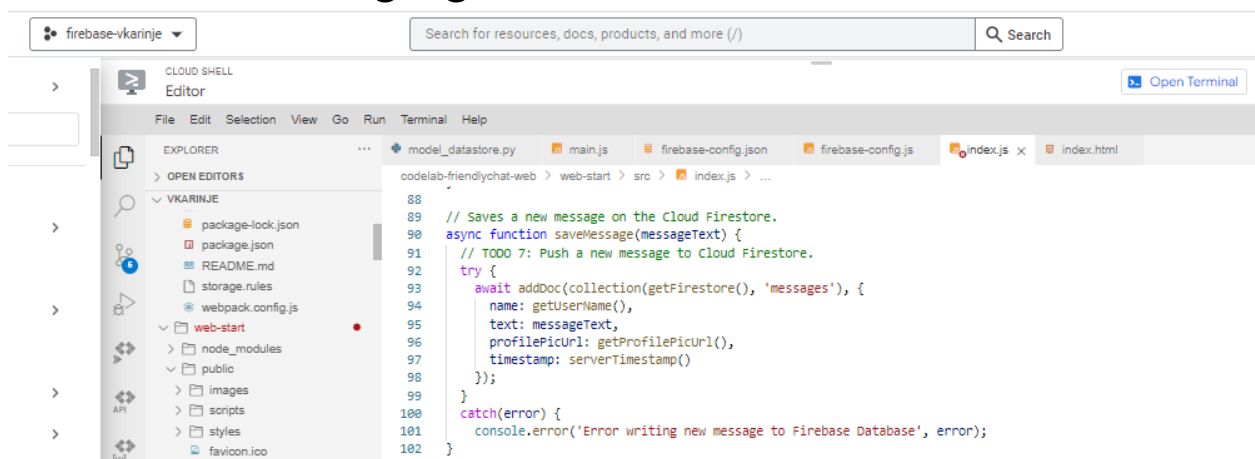 firebase-vkarinje
Search for resources, docs, products, and more (/)
Search
CLOUD SHELL
Editor
Open Terminal
File Edit Selection View Go Run Terminal Help
EXPLORER
OPEN EDITORS
VKARINJE
package-lock.json
package.json
README.md
storage.rules
webpack.config.js
web-start
node_modules
public
images
scripts
styles
favicon.ico
5
API
model_datastore.py main.js firebase-config.json firebase-config.js index.js index.html
codelab-friendlychat-web > web-start > src > index.js > ...
88
89 // Saves a new message on the Cloud Firestore.
90 async function saveMessage(messageText) {
91 // TODO 7: Push a new message to Cloud Firestore.
92 try {
93 await addDoc(collection(getFirestore(), 'messages'), {
94 name: getUserName(),
95 text: messageText,
96 profilePicUrl: getProfilePicUrl(),
97 timestamp: serverTimestamp()
98 });
99 }
100 catch(error) {
101 console.error('Error writing new message to Firebase Database', error);
102 }